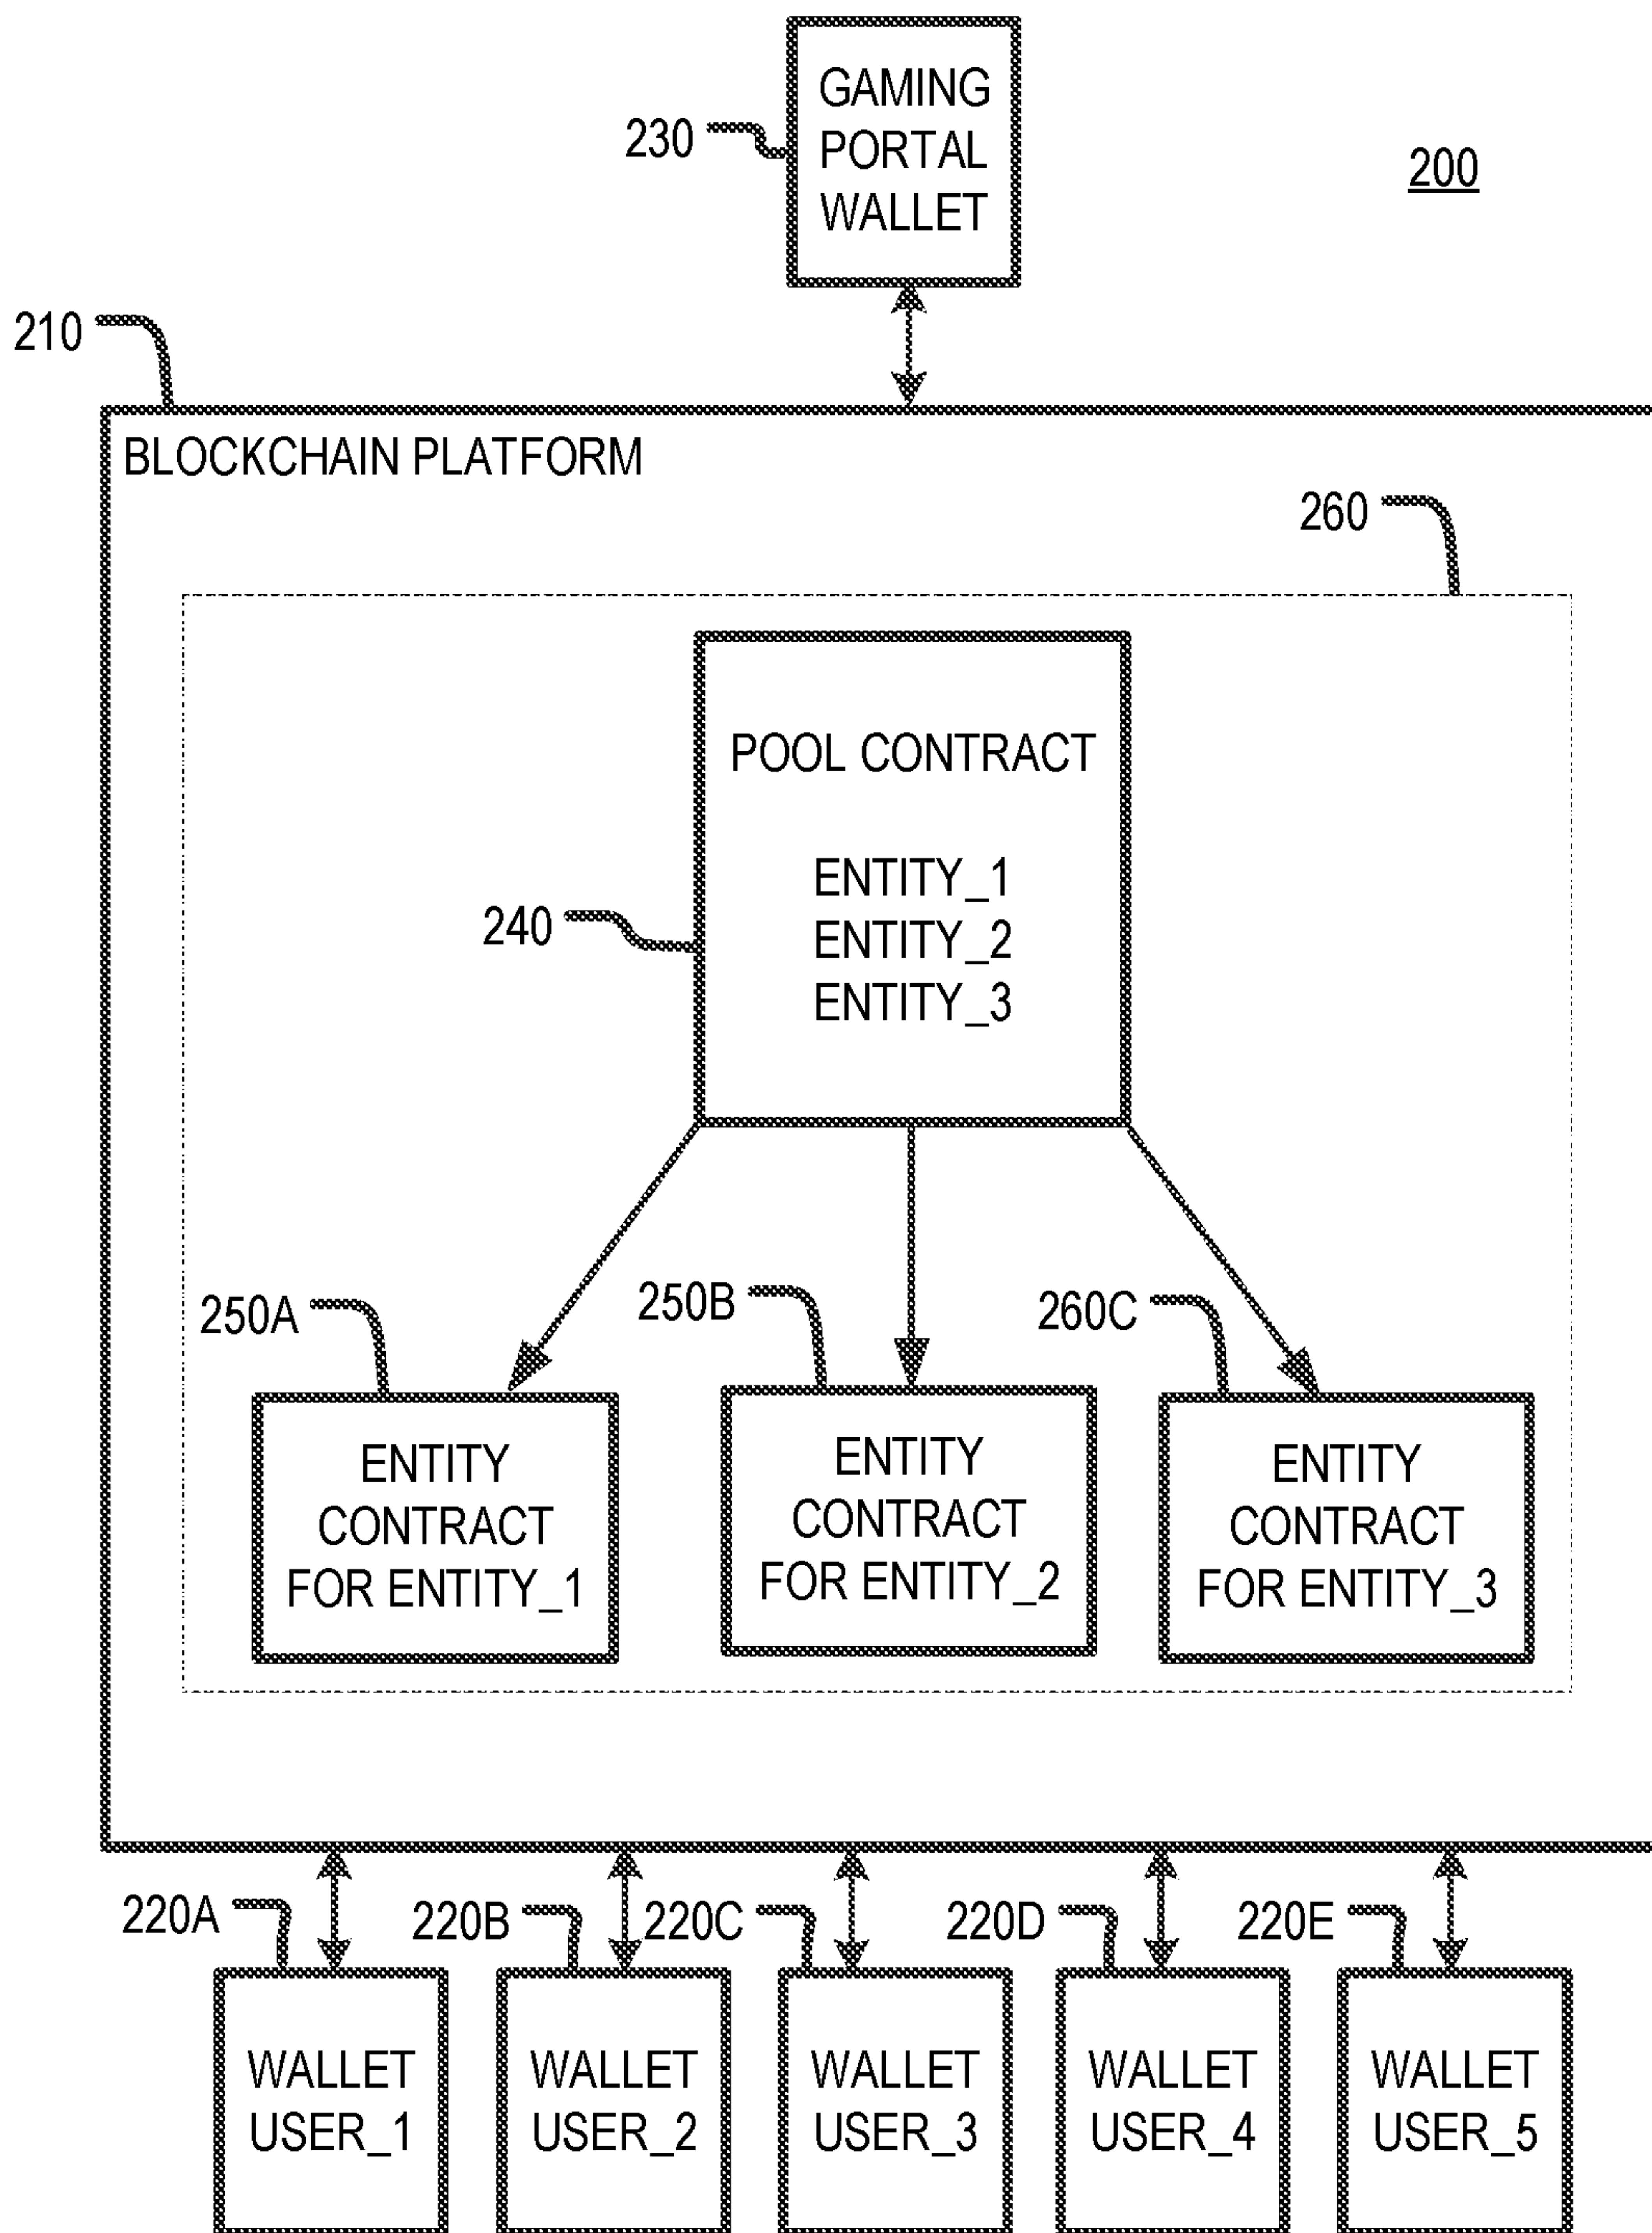 GAMING
PORTAL
WALLET
230
200
210
BLOCKCHAIN PLATFORM
260
POOL CONTRACT
ENTITY_1
ENTITY_2
ENTITY_3
240
250A
250B
260C
ENTITY
CONTRACT
FOR ENTITY_1
ENTITY
CONTRACT
FOR ENTITY_2
ENTITY
CONTRACT
FOR ENTITY_3
220A
220B
220C
220D
220E
WALLET
USER_1
WALLET
USER_2
WALLET
USER_3
WALLET
USER_4
WALLET
USER_5